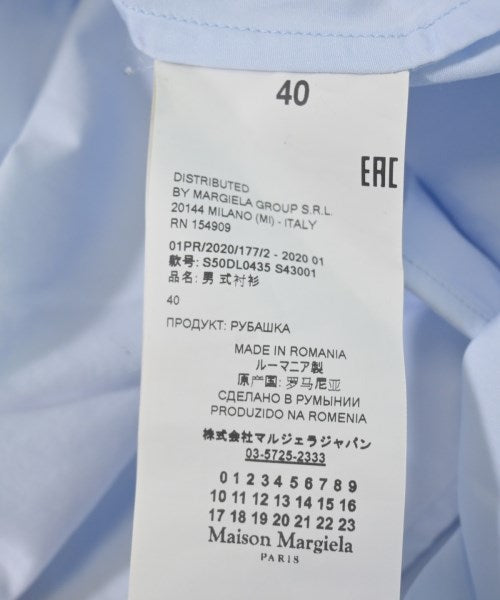 40
EAC
DISTRIBUTED
BY MARGIELA GROUP S.R.L.
20144 MILANO (MI) - ITALY
RN 154909
01PR/2020/177/2 - 2020 01
款号: S50DL0435 S43001
品名: 男式衬衫
40
ПРОДУКТ: РУБАШКА
MADE IN ROMANIA
ルーマニア製
原产国: 罗马尼亚
СДЕЛАНО В РУМЫНИИ
PRODUZIDO NA ROMENIA
株式会社マルジェラジャパン
03-5725-2333
0 1 2 3 4 5 6 7 8 9
10 11 12 13 14 15 16
17 18 19 20 21 22 23
Maison Margiela
PARIS